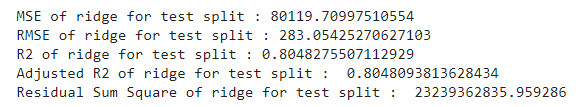 MSE of ridge for test split : 80119.70997510554
RMSE of ridge for test split : 283.05425270627103
R2 of ridge for test split : 0.8048275507112929
Adjusted R2 of ridge for test split :  0.8048093813628434
Residual Sum Square of ridge for test split :  23239362835.959286